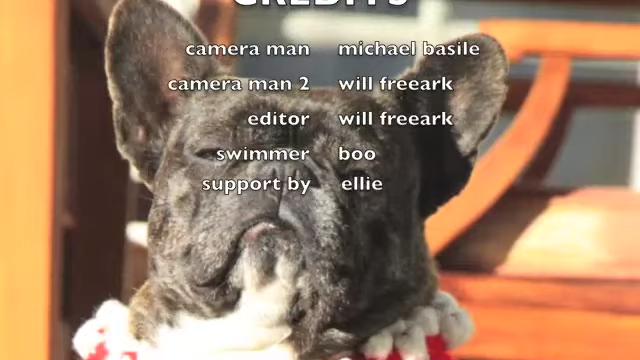 CREDITS
camera man michael basile
camera man 2 will freeark
editor will freeark
swimmer boo
support by ellie